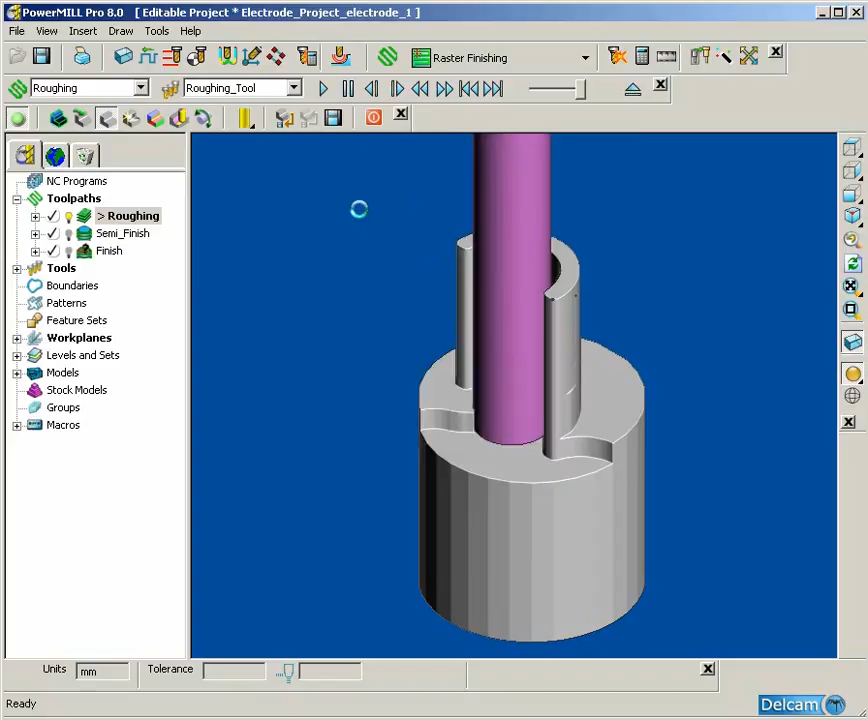 PowerMILL Pro 8.0    [ Editable Project * Electrode_Project_electrode_1 ]
File View Insert Draw Tools Help
Raster Finishing
Roughing Roughing_Tool
NC Programs
Toolpaths
> Roughing
Semi_Finish
Finish
Tools
Boundaries
Patterns
Feature Sets
Workplanes
Levels and Sets
Models
Stock Models
Groups
Macros
Units mm Tolerance
Ready
Delcam